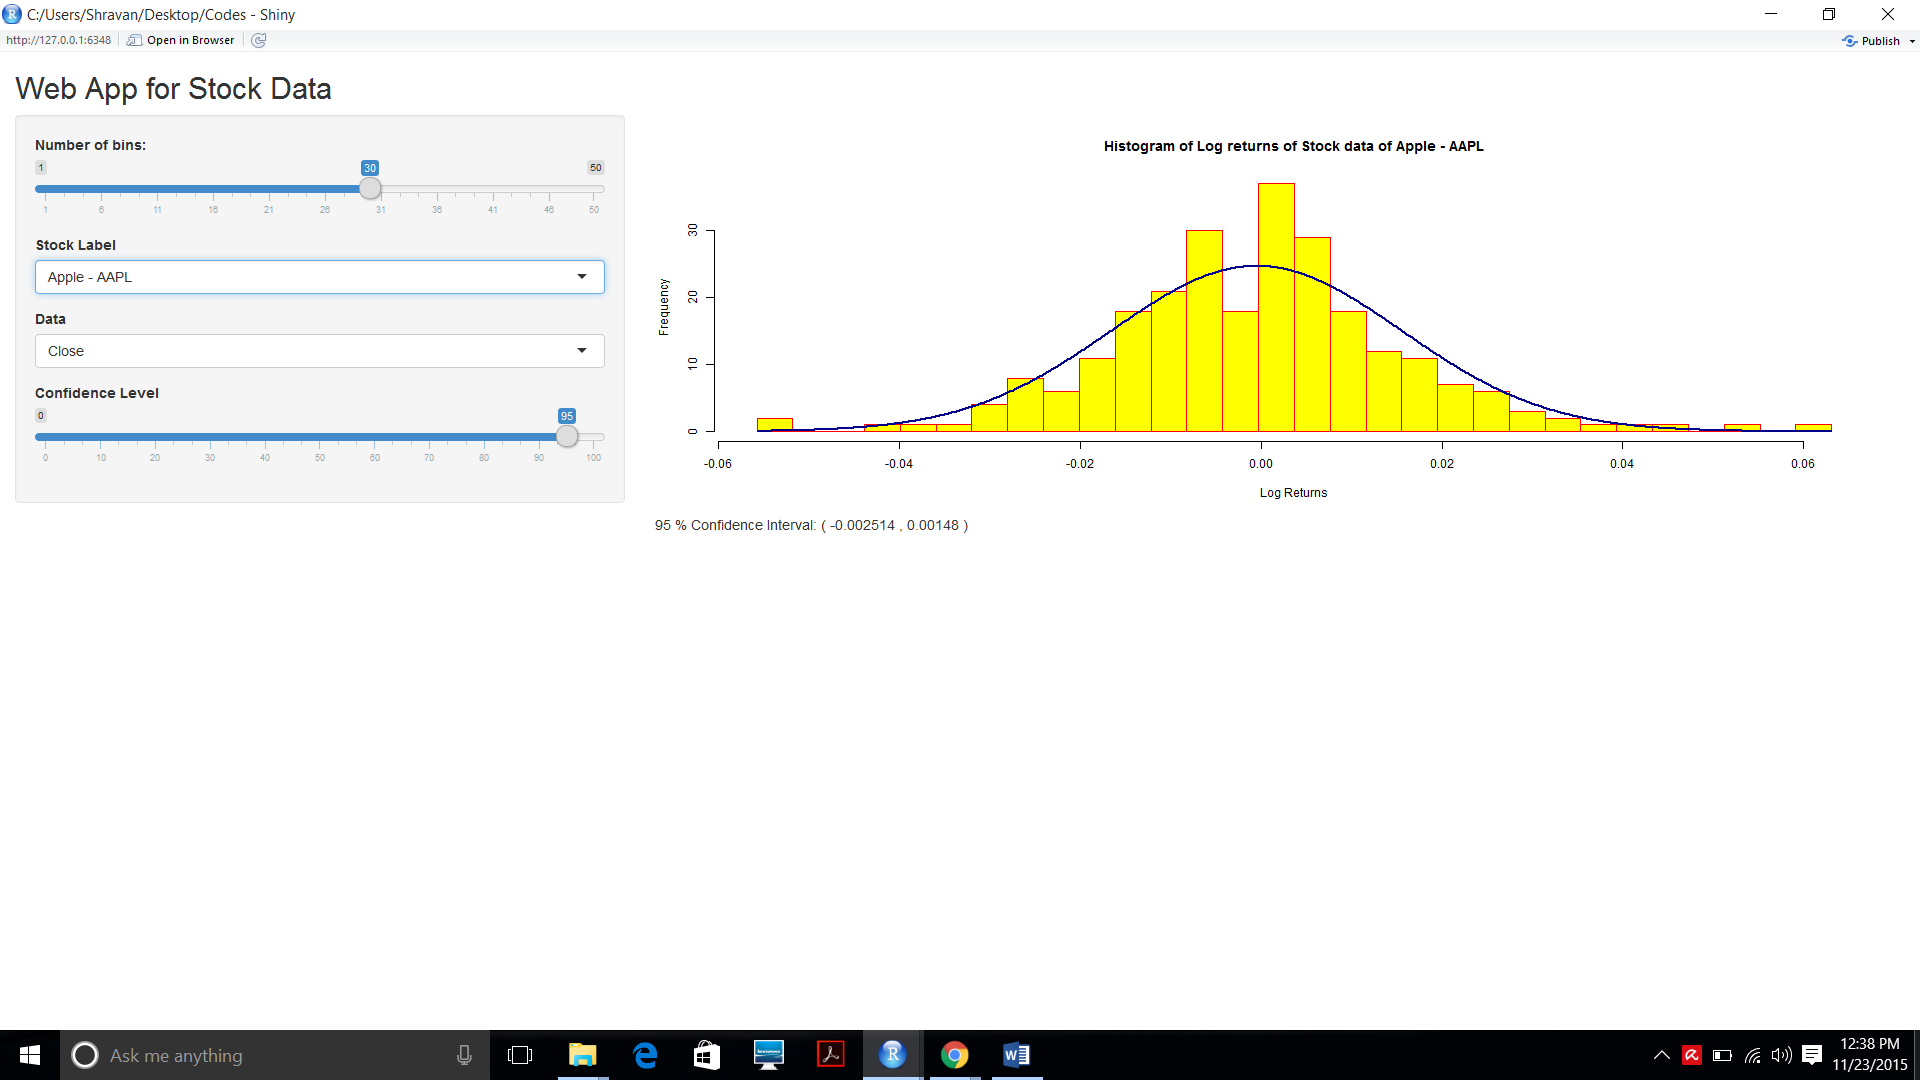 C:/Users/Shravan/Desktop/Codes - Shiny
http://127.0.0.1:6348 Open in Browser Publish
Web App for Stock Data
Number of bins:
1 30 50
1 6 11 16 21 26 31 36 41 46 50
Stock Label
Apple - AAPL
Data
Close
Confidence Level
0 95
0 10 20 30 40 50 60 70 80 90 100
Histogram of Log returns of Stock data of Apple - AAPL
Frequency
30
20
10
0
-0.06 -0.04 -0.02 0.00 0.02 0.04 0.06
Log Returns
95 % Confidence Interval: ( -0.002514 , 0.00148 )
Ask me anything
12:38 PM
11/23/2015